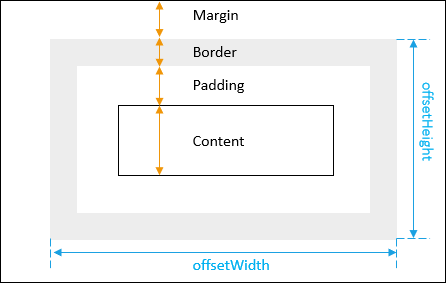 Margin
Border
Padding
Content
offsetHeight
offsetWidth